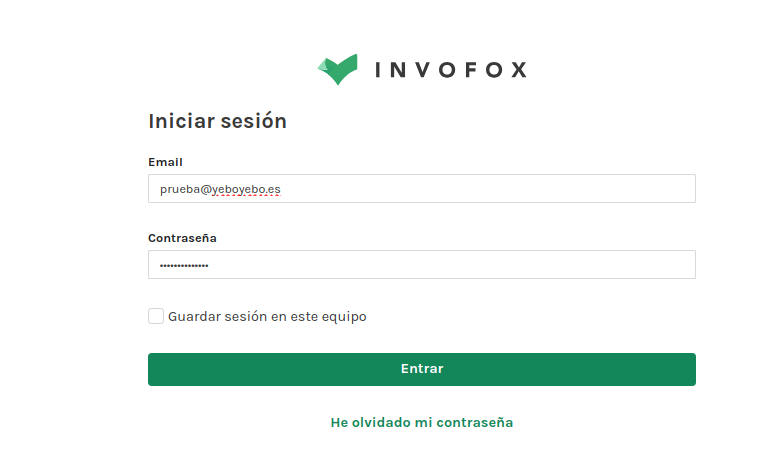 INVOFOX
Iniciar sesión
Email
prueba@yeboyebo.es
Contraseña
••••••••••••••
Guardar sesión en este equipo
Entrar
He olvidado mi contraseña